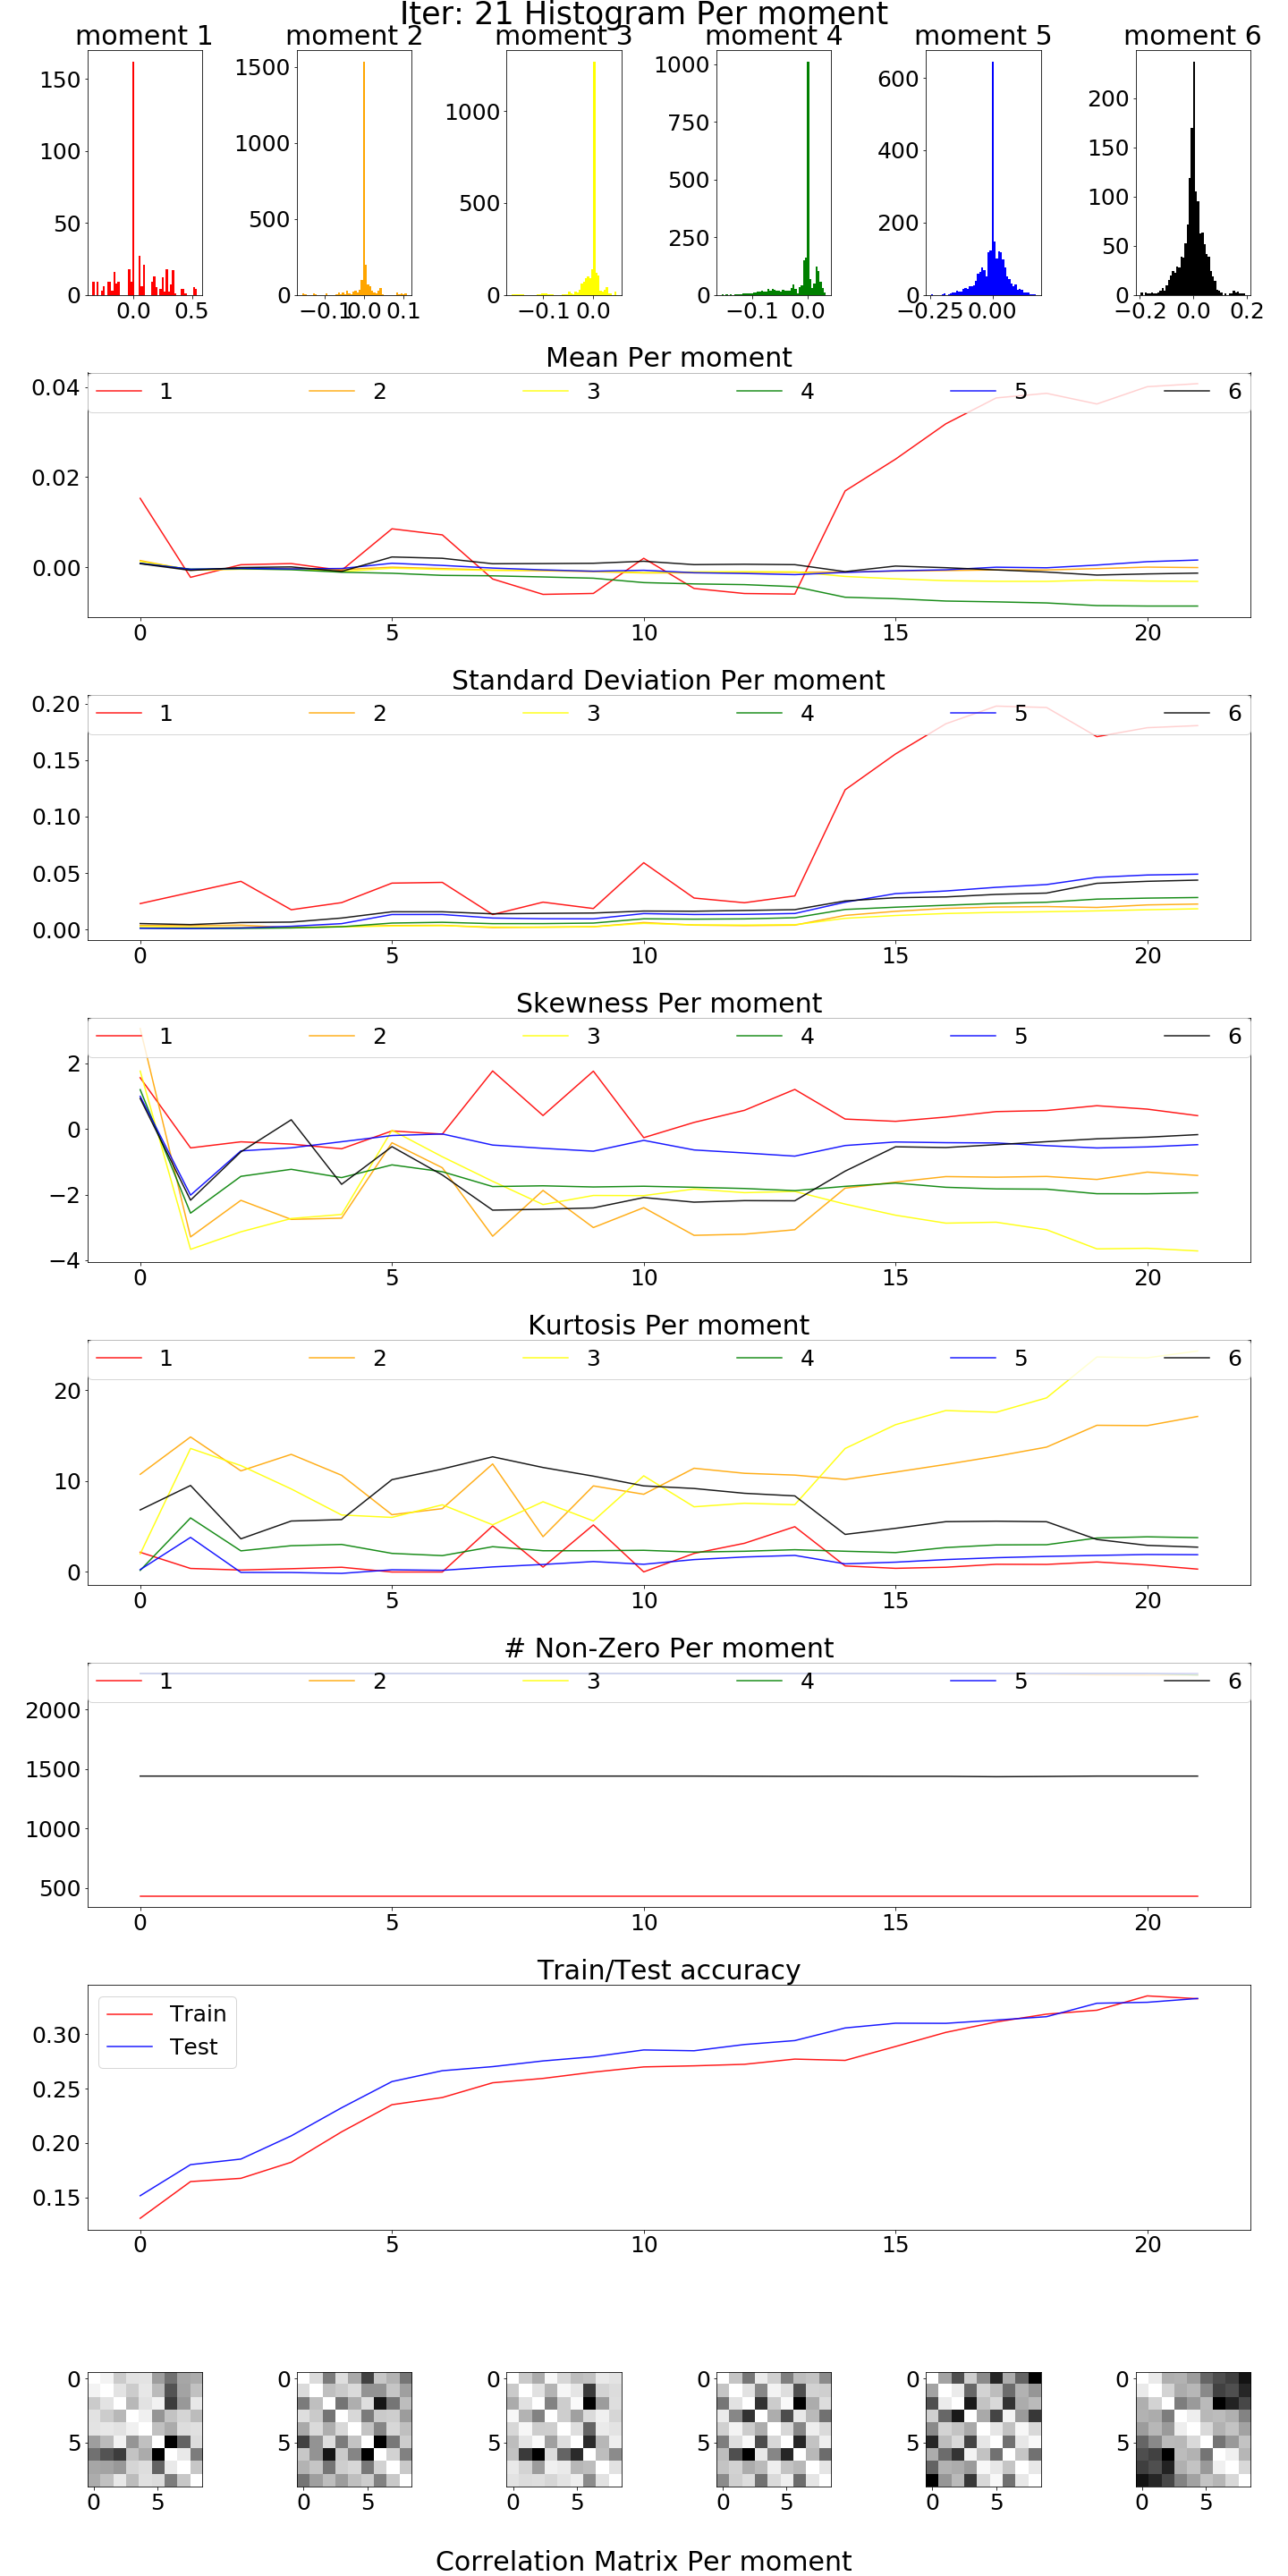 Iter: 21 Histogram Per moment
moment 1 moment 2 moment 3 moment 4 moment 5 moment 6
150 100 50 0
0.0 0.5
1500 1000 500 0
−0.1 0.0 0.1
1000 500 0
−0.1 0.0
1000 750 500 250 0
−0.1 0.0
600 400 200 0
−0.25 0.00
200 150 100 50 0
−0.2 0.0 0.2
Mean Per moment
1 2 3 4 5 6
0.04
0.02
0.00
0 5 10 15 20
Standard Deviation Per moment
1 2 3 4 5 6
0.20
0.15
0.10
0.05
0.00
0 5 10 15 20
Skewness Per moment
1 2 3 4 5 6
2
0
−2
−4
0 5 10 15 20
Kurtosis Per moment
1 2 3 4 5 6
20
10
0
0 5 10 15 20
# Non-Zero Per moment
1 2 3 4 5 6
2000
1500
1000
500
0 5 10 15 20
Train/Test accuracy
Train
Test
0.30
0.25
0.20
0.15
0 5 10 15 20
0 0 0 0 0 0
5 5 5 5 5 5
0 5 0 5 0 5 0 5 0 5 0 5
Correlation Matrix Per moment